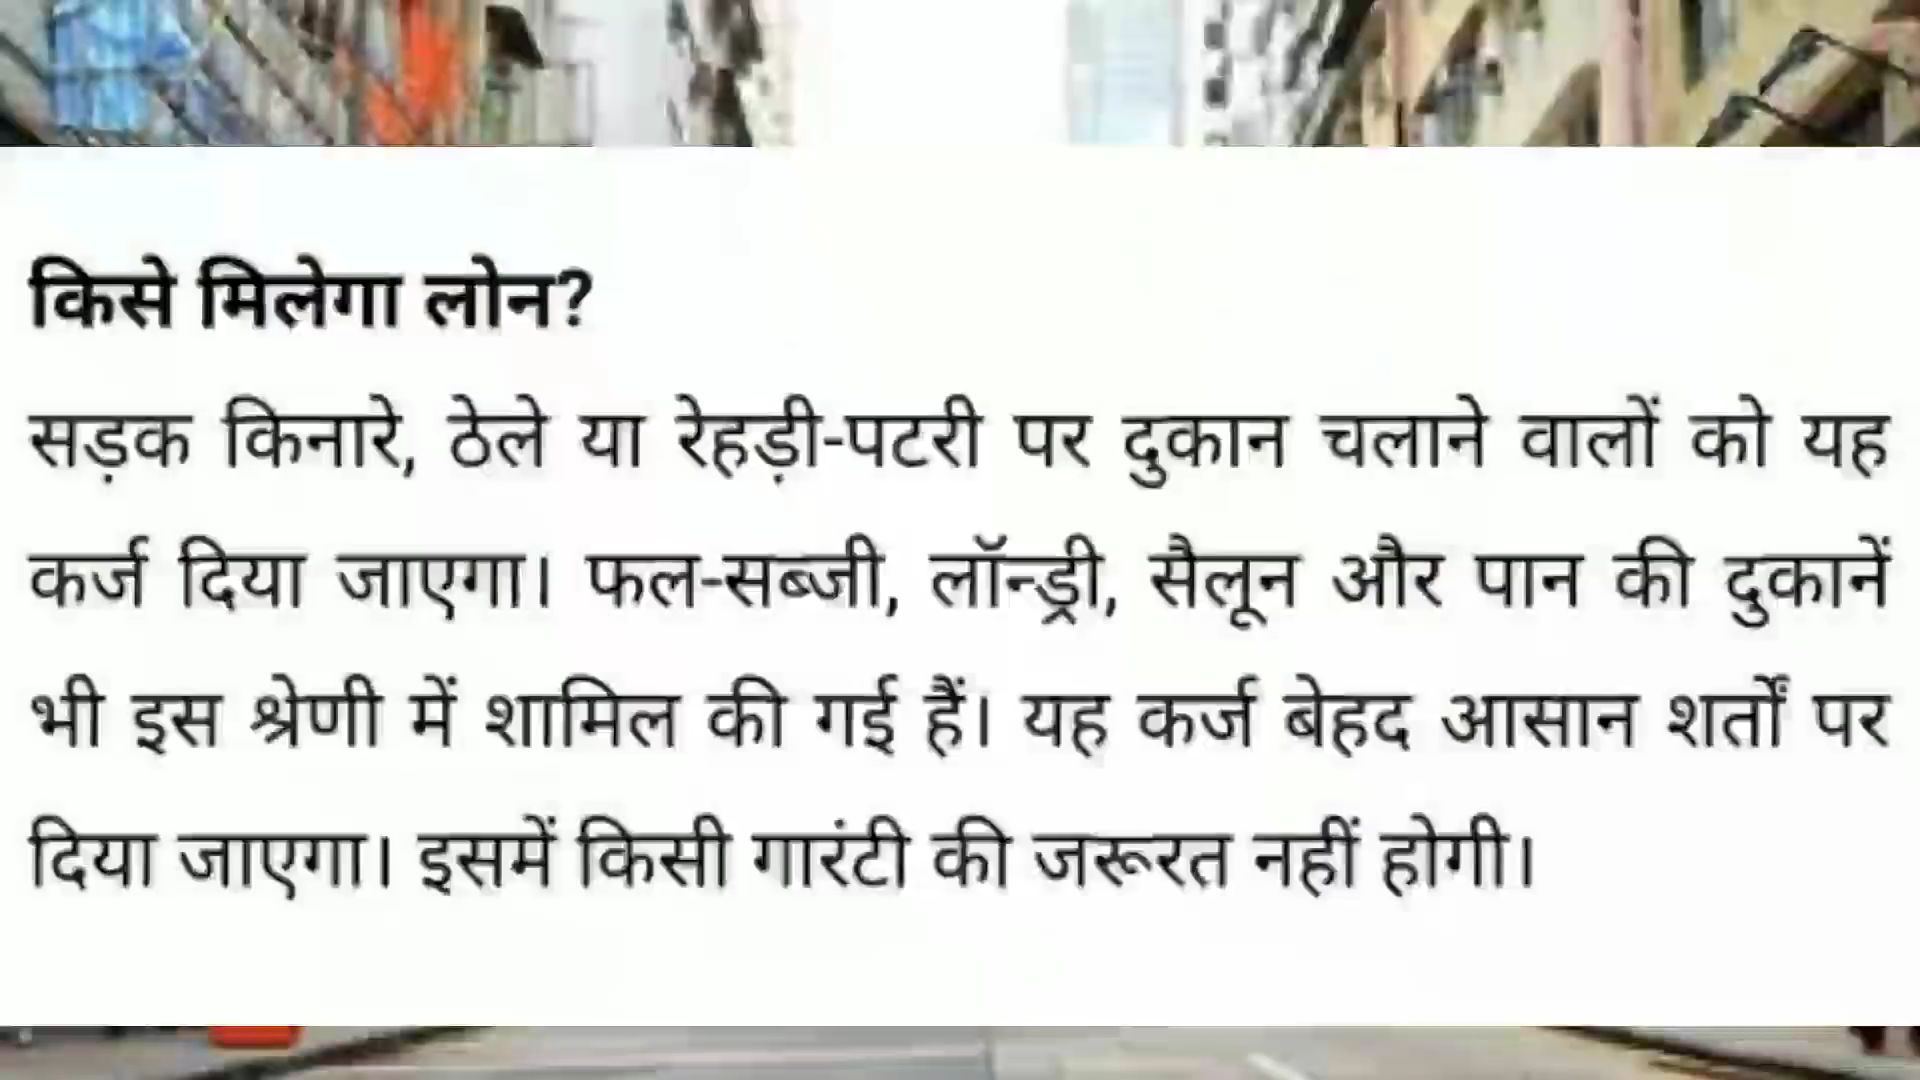 किसे मिलेगा लोन?
सड़क किनारे, ठेले या रेहड़ी-पटरी पर दुकान चलाने वालों को यह
कर्ज दिया जाएगा। फल-सब्जी, लॉन्ड्री, सैलून और पान की दुकानें
भी इस श्रेणी में शामिल की गई हैं। यह कर्ज बेहद आसान शर्तों पर
दिया जाएगा। इसमें किसी गारंटी की जरूरत नहीं होगी।